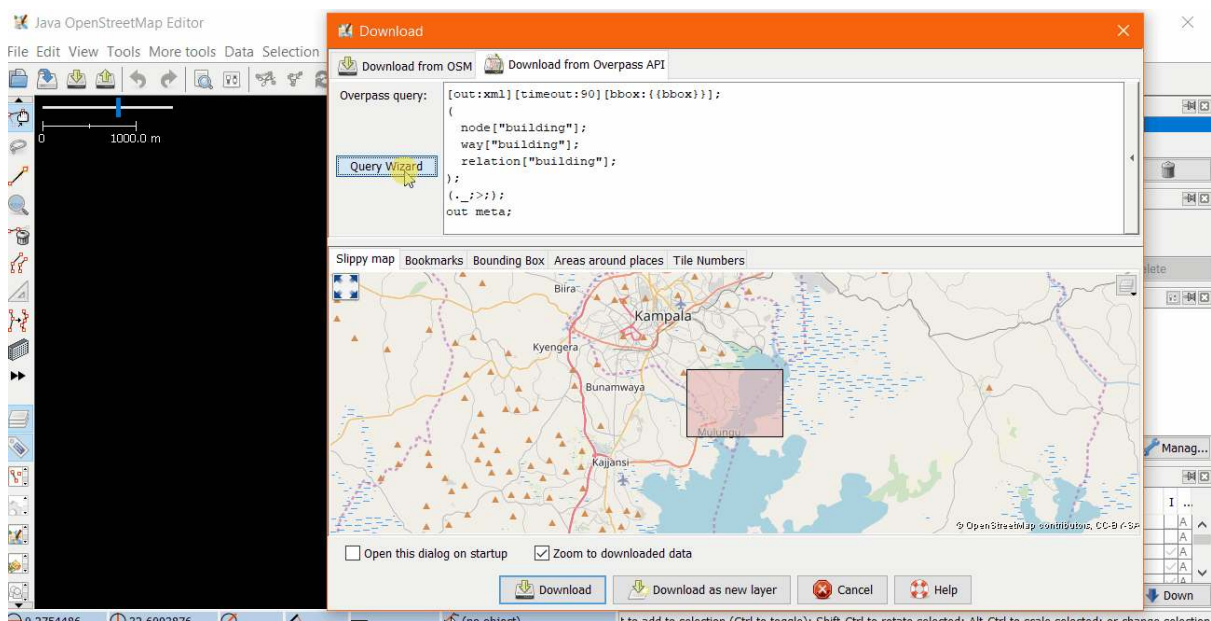 Java OpenStreetMap Editor
File Edit View Tools More tools Data Selection
0 1000.0 m
Download
Download from OSM Download from Overpass API
Overpass query:
[out:xml][timeout:90][bbox:{{bbox}}];
(
node["building"];
way["building"];
relation["building"];
);
(._;>;);
out meta;
Query Wizard
Slippy map Bookmarks Bounding Box Areas around places Tile Numbers
Biira
Kampala
Kyengera
Bunamwaya
Mulungu
Kajjansi
© OpenStreetMap contributors, CC-BY-SA
Open this dialog on startup Zoom to downloaded data
Download Download as new layer Cancel Help
elete
Manag...
I ...
A
A
A
A
Down
(no object)
t to add to selection (Ctrl to toggle); Shift-Ctrl to rotate selected; Alt-Ctrl to scale selected; or change selection